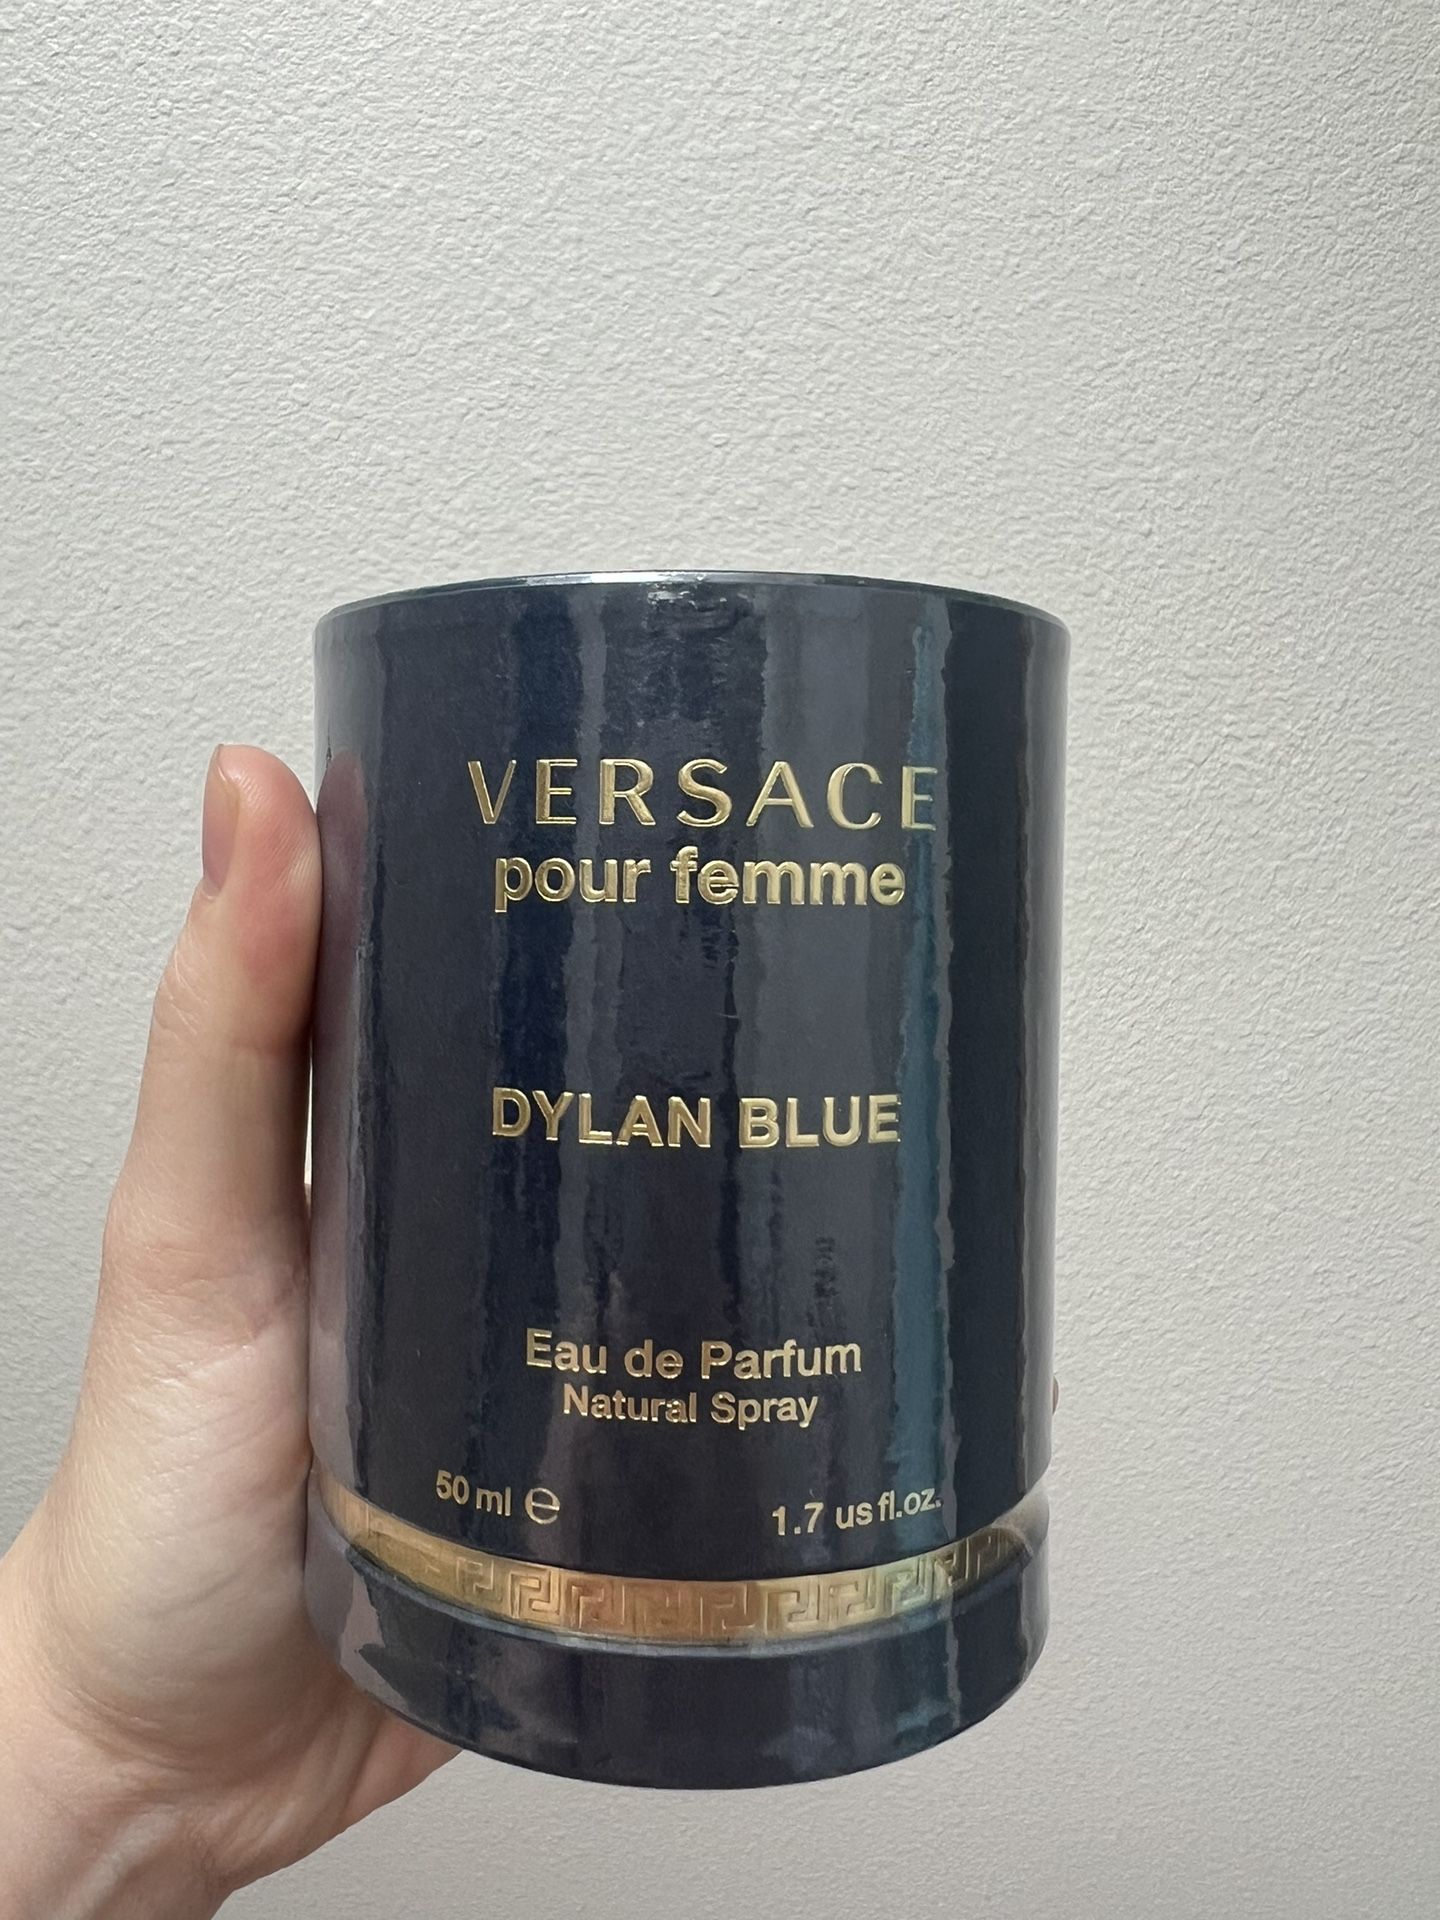 VERSACE
pour femme
DYLAN BLUE
Eau de Parfum
Natural Spray
50 ml ℮ 1.7 us fl.oz.